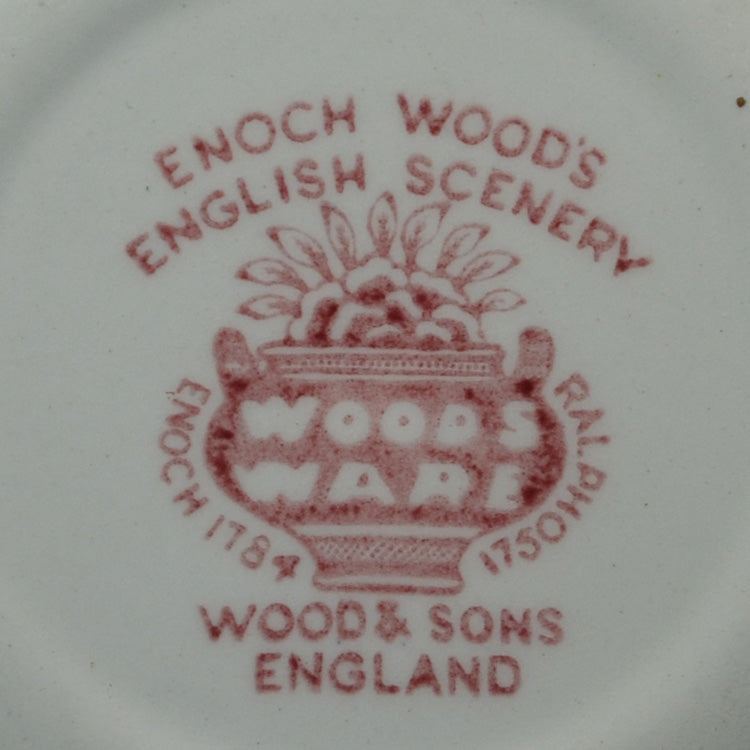 ENOCH WOOD'S
ENGLISH SCENERY
WOODS
WARE
ENOCH 1784
RALPH 1750
WOOD & SONS
ENGLAND